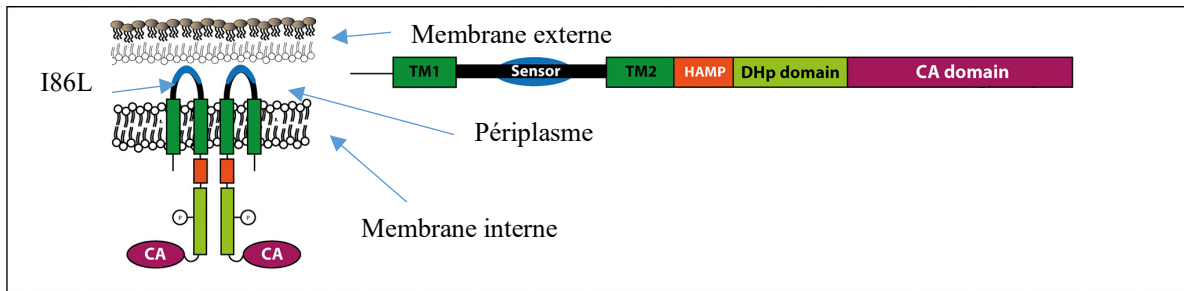 Membrane externe
I86L
TM1 Sensor TM2 HAMP DHp domain CA domain
Périplasme
Membrane interne
P P
CA CA